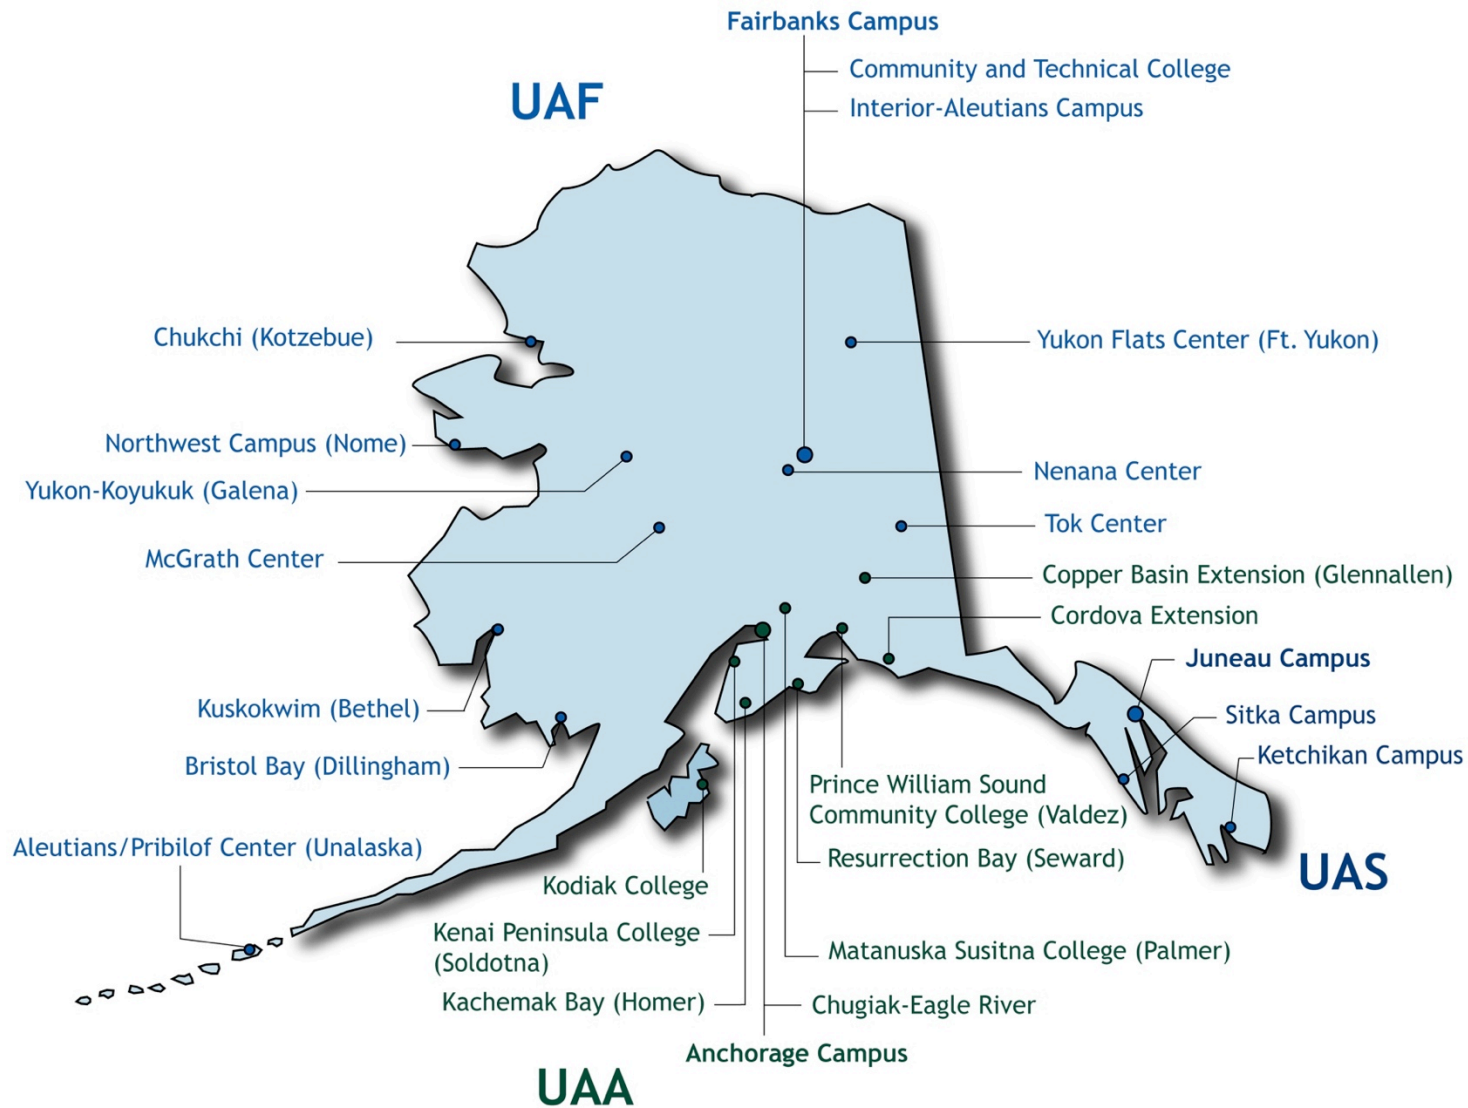 Fairbanks Campus
Community and Technical College
UAF
Interior-Aleutians Campus
Chukchi (Kotzebue)
Yukon Flats Center (Ft. Yukon)
Northwest Campus (Nome)
Nenana Center
Yukon-Koyukuk (Galena)
Tok Center
McGrath Center
Copper Basin Extension (Glennallen)
Cordova Extension
Juneau Campus
Kuskokwim (Bethel)
Sitka Campus
Ketchikan Campus
Bristol Bay (Dillingham)
Prince William Sound
Community College (Valdez)
Aleutians/Pribilof Center (Unalaska)
Resurrection Bay (Seward)
UAS
Kodiak College
Kenai Peninsula College
(Soldotna)
Matanuska Susitna College (Palmer)
Kachemak Bay (Homer)
Chugiak-Eagle River
Anchorage Campus
UAA